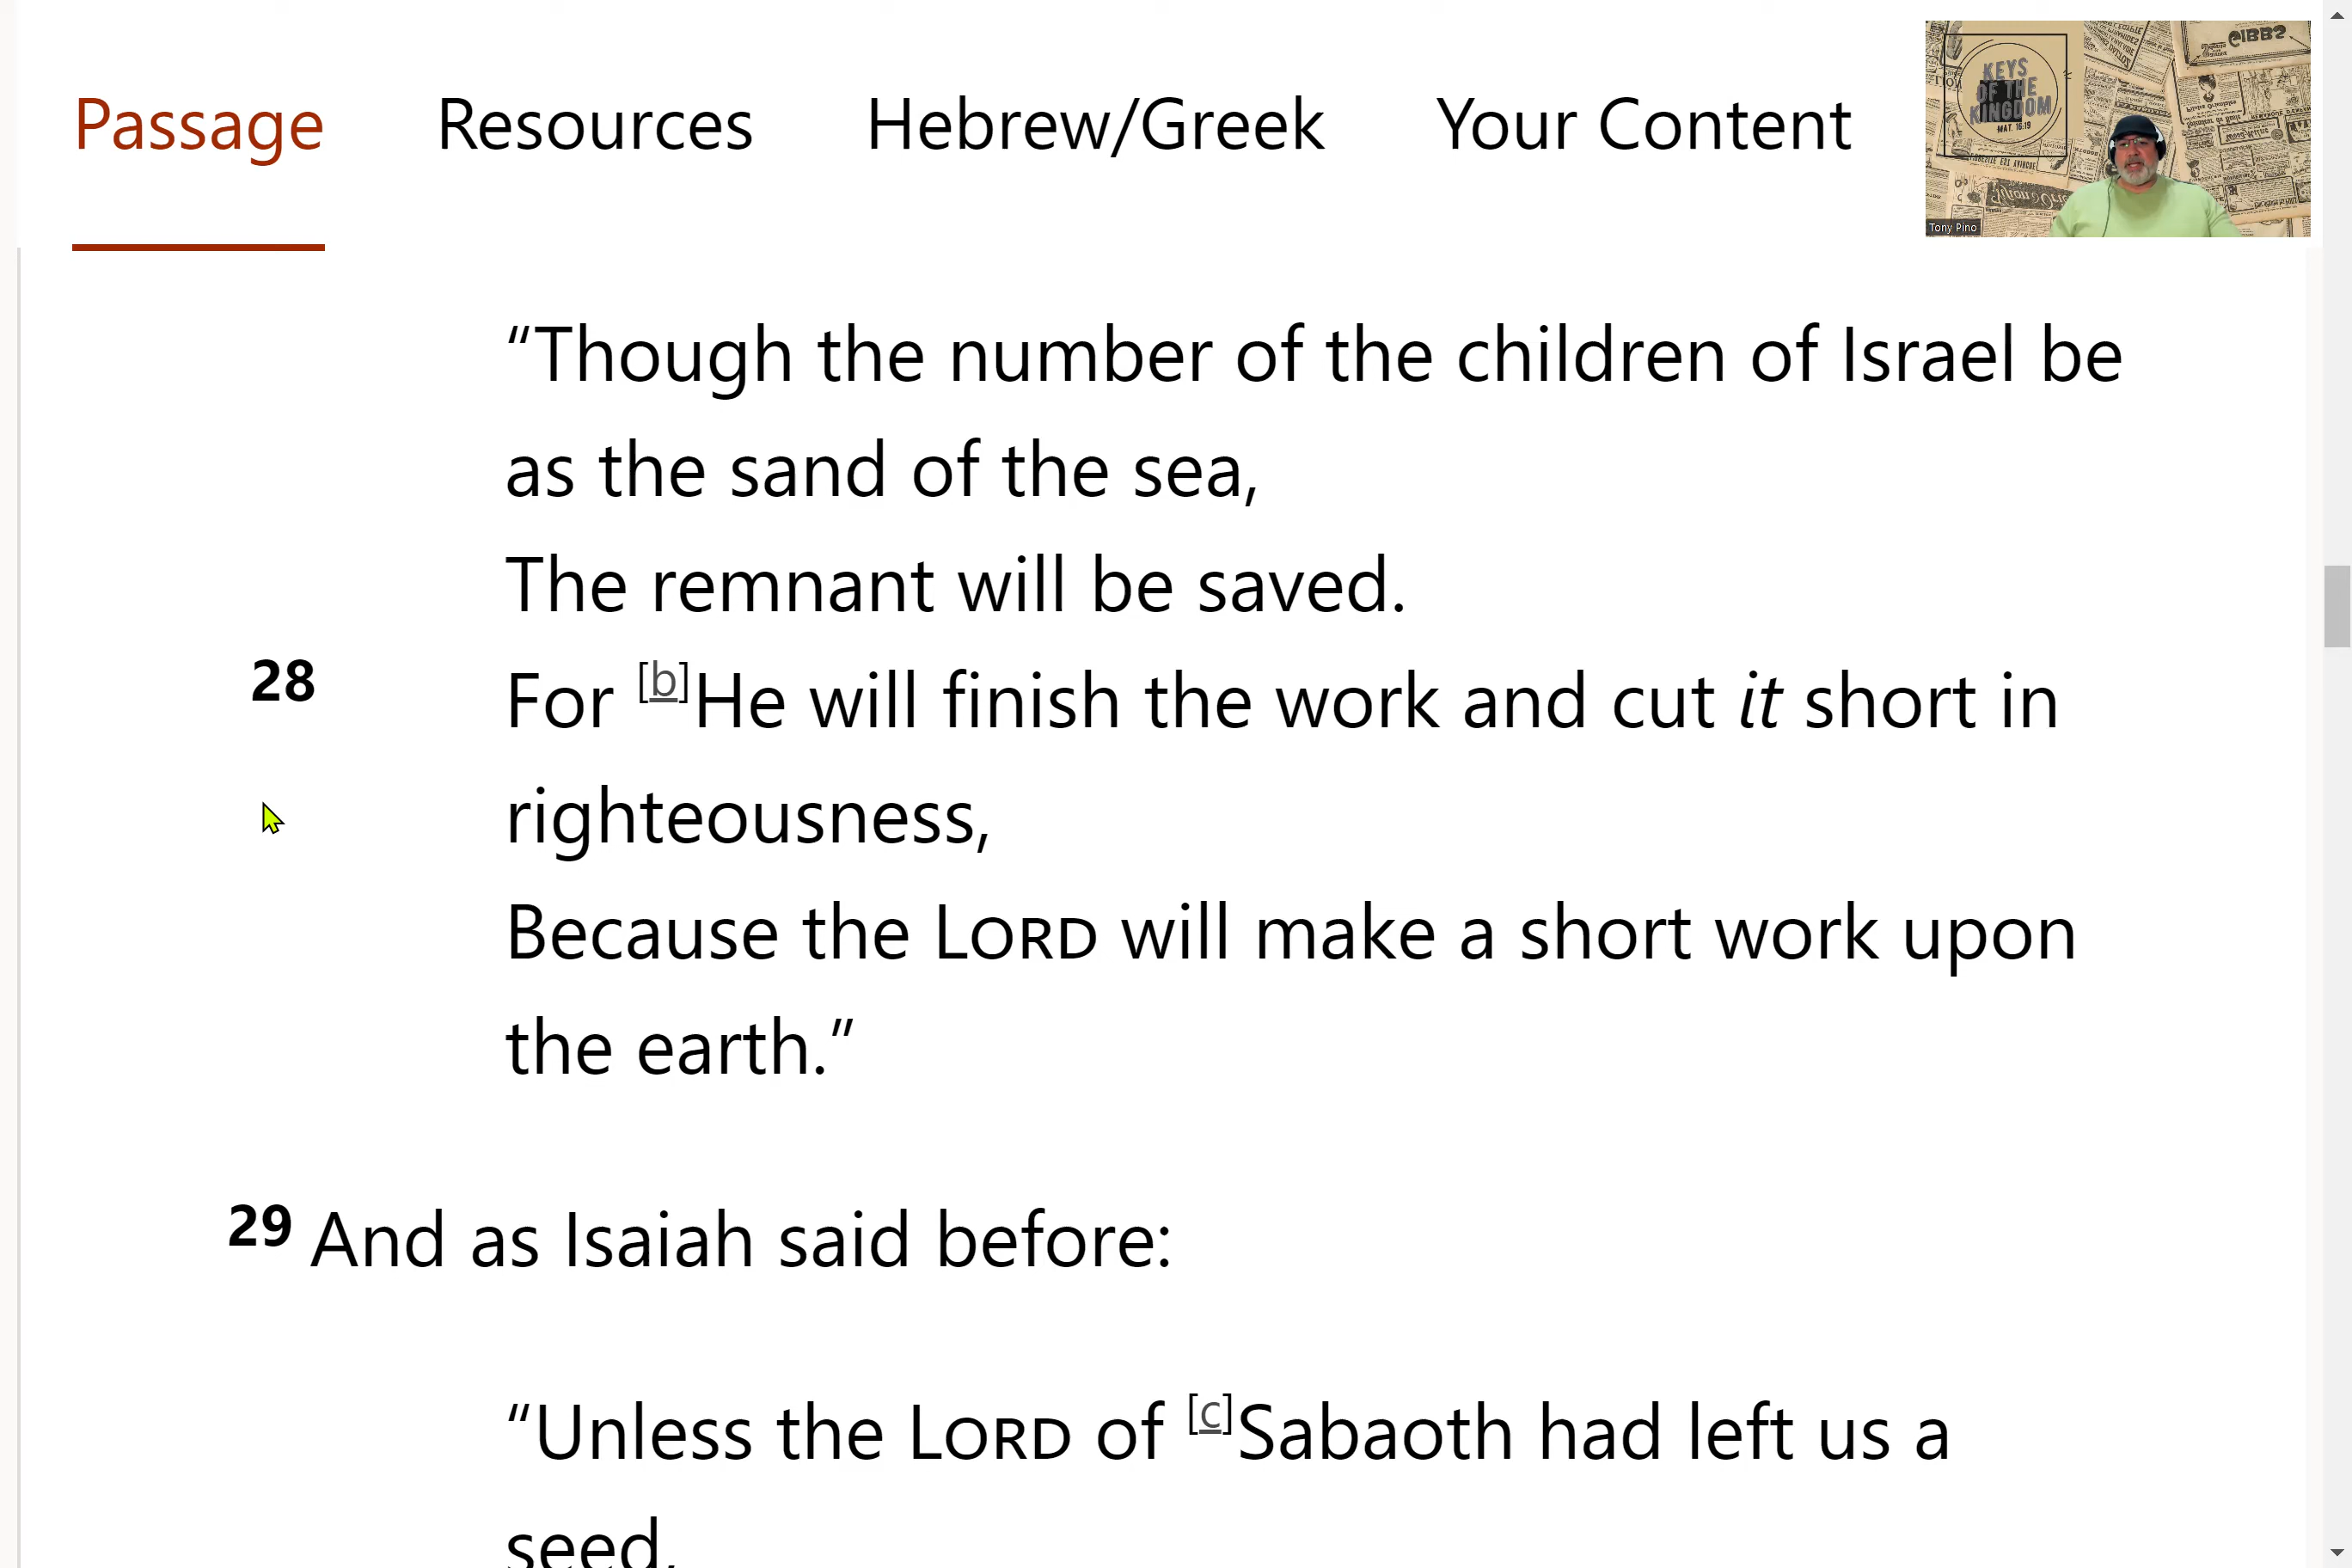 Passage Resources Hebrew/Greek Your Content
KEYS
OF THE
KINGDOM
MAT. 16:19
Tony Pino
“Though the number of the children of Israel be
as the sand of the sea,
The remnant will be saved.
28 For [b]He will finish the work and cut it short in
righteousness,
Because the LORD will make a short work upon
the earth.”
29 And as Isaiah said before:
“Unless the LORD of [c]Sabaoth had left us a
seed,